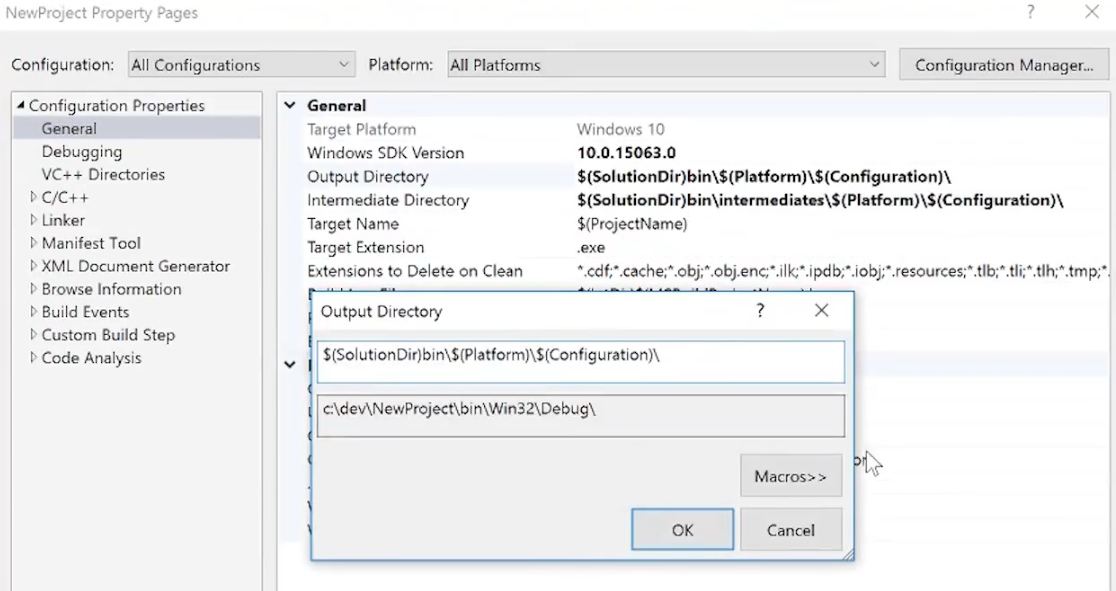 NewProject Property Pages ? ×
Configuration: All Configurations Platform: All Platforms Configuration Manager...
Configuration Properties
General
Debugging
VC++ Directories
C/C++
Linker
Manifest Tool
XML Document Generator
Browse Information
Build Events
Custom Build Step
Code Analysis
General
Target Platform Windows 10
Windows SDK Version 10.0.15063.0
Output Directory $(SolutionDir)bin\$(Platform)\$(Configuration)\
Intermediate Directory $(SolutionDir)bin\intermediates\$(Platform)\$(Configuration)\
Target Name $(ProjectName)
Target Extension .exe
Extensions to Delete on Clean *.cdf;*.cache;*.obj;*.obj.enc;*.ilk;*.ipdb;*.iobj;*.resources;*.tlb;*.tli;*.tlh;*.tmp;*.
Output Directory ? ×
$(SolutionDir)bin\$(Platform)\$(Configuration)\
c:\dev\NewProject\bin\Win32\Debug\
Macros>>
OK Cancel